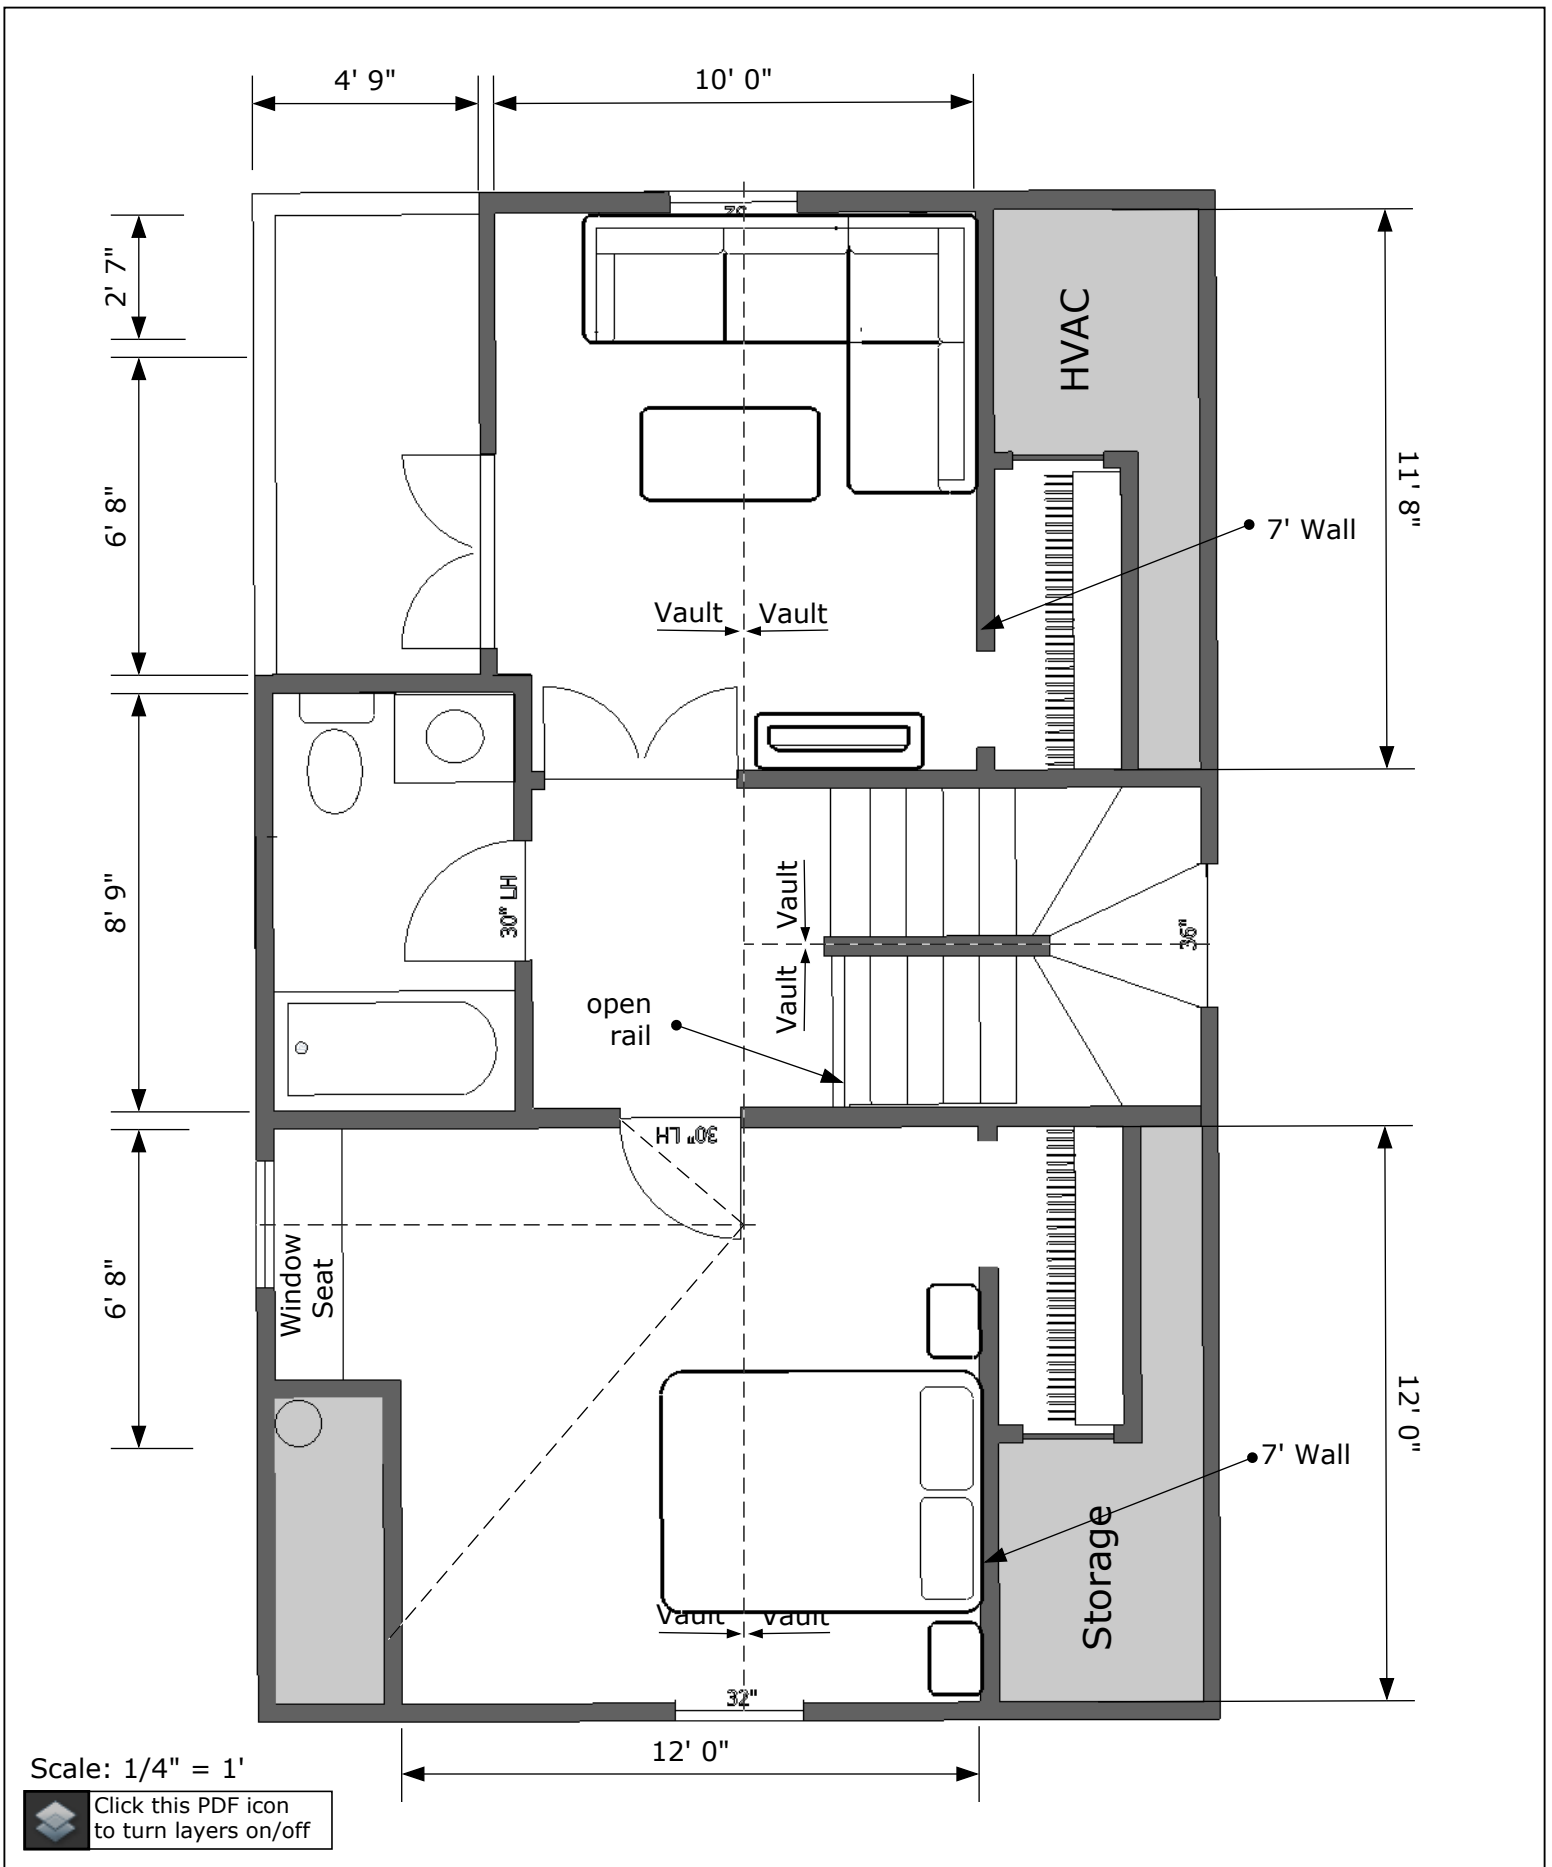 4' 9"
10' 0"
2' 7"
HVAC
11' 8"
6' 8"
7' Wall
Vault
Vault
8' 9"
30" LH
Vault
36"
Vault
open
rail
30" LH
Window
Seat
6' 8"
12' 0"
7' Wall
Storage
Vault
Vault
32"
12' 0"
Scale: 1/4" = 1'
Click this PDF icon
to turn layers on/off